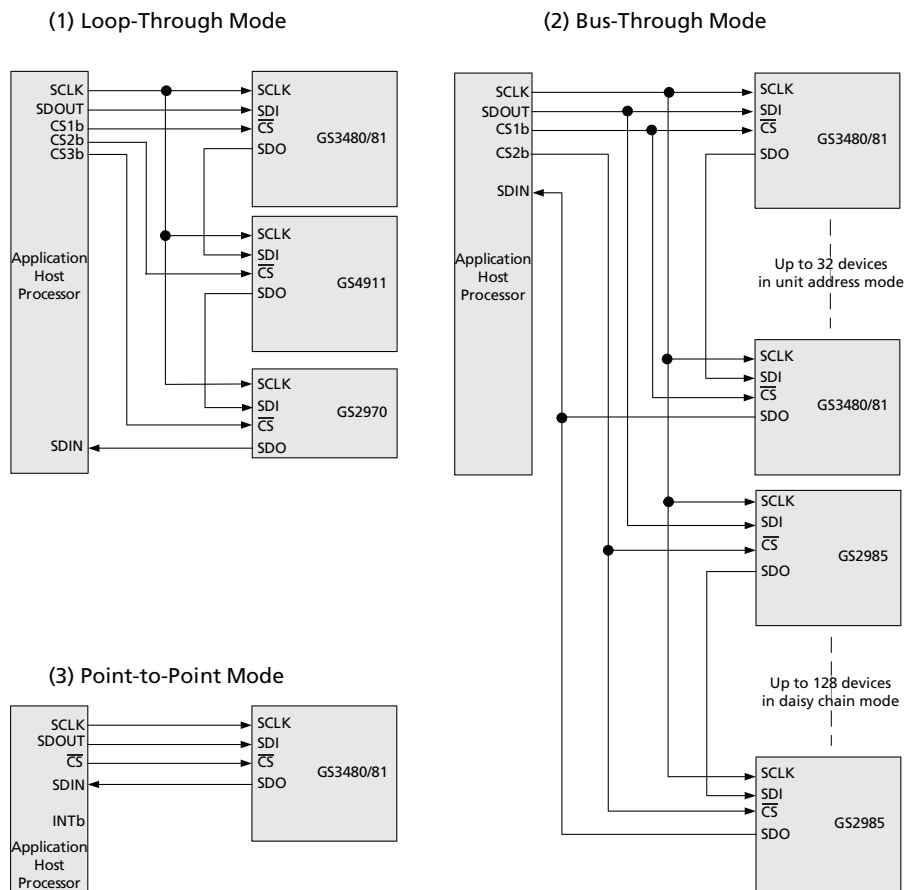 (1) Loop-Through Mode
SCLK
SDOUT
CS1b
CS2b
CS3b
Application
Host
Processor
SDIN
SCLK
SDI
CS
SDO
GS3480/81
SCLK
SDI
CS
SDO
GS4911
SCLK
SDI
CS
SDO
GS2970
(2) Bus-Through Mode
SCLK
SDOUT
CS1b
CS2b
SDIN
Application
Host
Processor
SCLK
SDI
CS
SDO
GS3480/81
Up to 32 devices
in unit address mode
SCLK
SDI
CS
SDO
GS3480/81
SCLK
SDI
CS
SDO
GS2985
Up to 128 devices
in daisy chain mode
SCLK
SDI
CS
SDO
GS2985
(3) Point-to-Point Mode
SCLK
SDOUT
CS
SDIN
INTb
Application
Host
Processor
SCLK
SDI
CS
SDO
GS3480/81